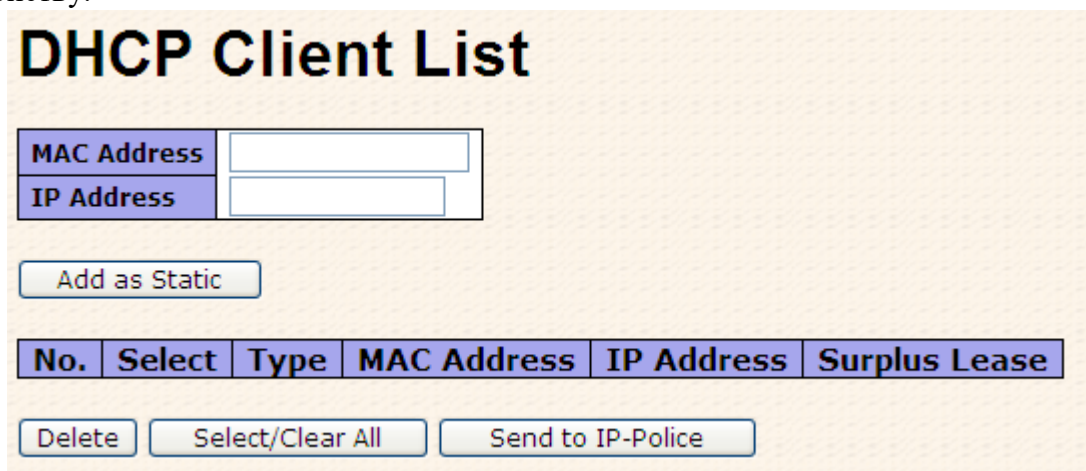 DHCP Client List
MAC Address
IP Address
Add as Static
No. Select Type MAC Address IP Address Surplus Lease
Delete Select/Clear All Send to IP-Police